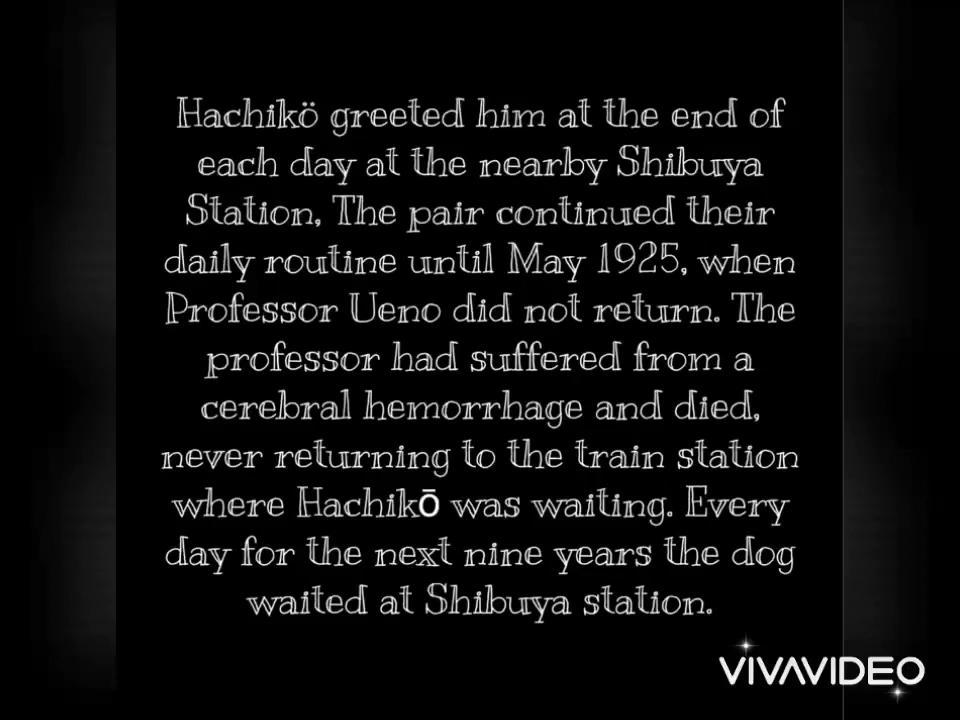 Hachikö greeted him at the end of
each day at the nearby Shibuya
Station. The pair continued their
daily routine until May 1925, when
Professor Ueno did not return. The
professor had suffered from a
cerebral hemorrhage and died,
never returning to the train station
where Hachikō was waiting. Every
day for the next nine years the dog
waited at Shibuya station.
VIVAVIDEO